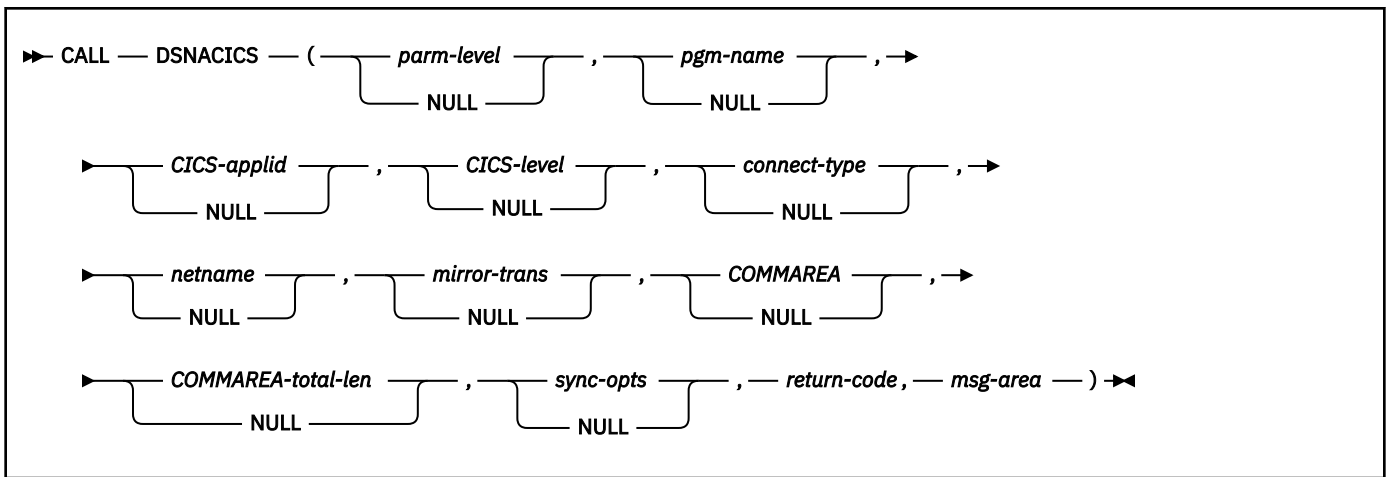 CALL DSNACICS ( parm-level , pgm-name ,
NULL NULL
CICS-applid , CICS-level , connect-type ,
NULL NULL NULL
netname , mirror-trans , COMMAREA ,
NULL NULL NULL
COMMAREA-total-len , sync-opts , return-code , msg-area )
NULL NULL